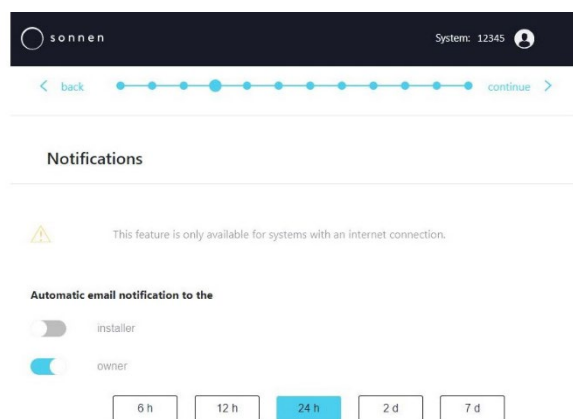 sonnen
System: 12345
back
continue
Notifications
This feature is only available for systems with an internet connection.
Automatic email notification to the
installer
owner
6 h 12 h 24 h 2 d 7 d